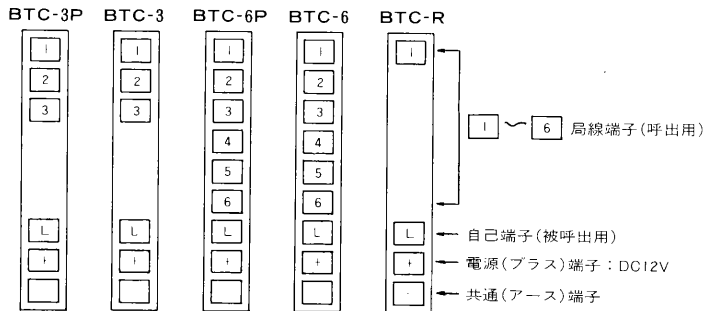 BTC-3P BTC-3 BTC-6P BTC-6 BTC-R
1 1 1 1 1
2 2 2 2
3 3 3 3
4 4
5 5
6 6
1 ～ 6 局線端子(呼出用)
L L L L L 自己端子(被呼出用)
+ + + + + 電源(プラス)端子：DC12V
- 共通(アース)端子